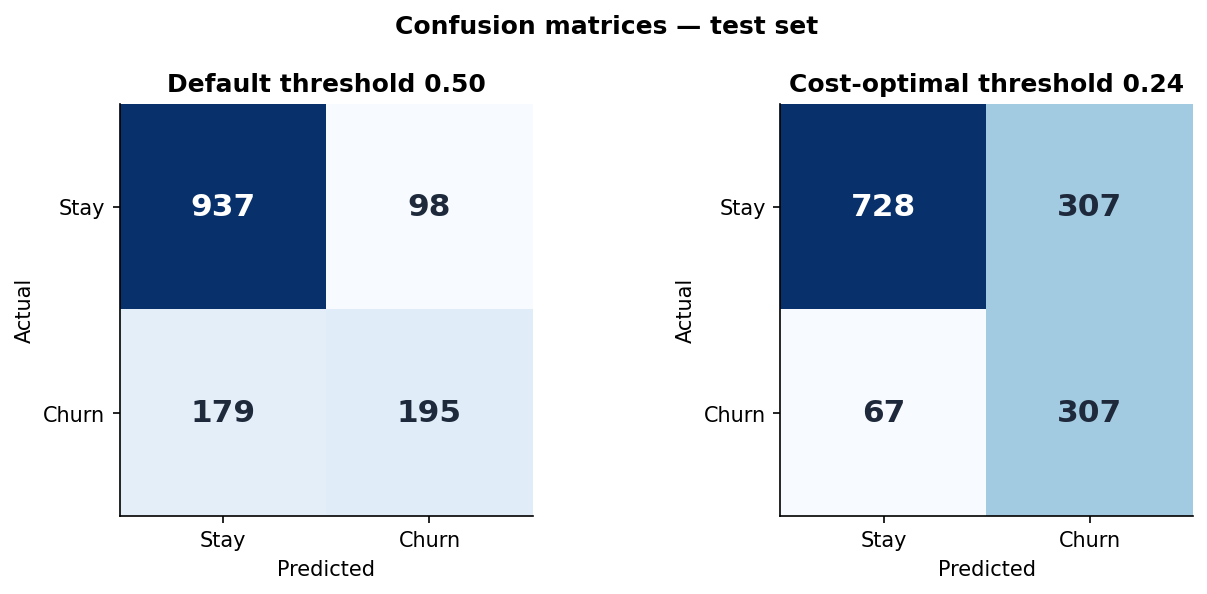 Confusion matrices — test set
Default threshold 0.50
Stay
937
98
Churn
179
195
Actual
Stay
Churn
Predicted
Cost-optimal threshold 0.24
Stay
728
307
Churn
67
307
Actual
Stay
Churn
Predicted